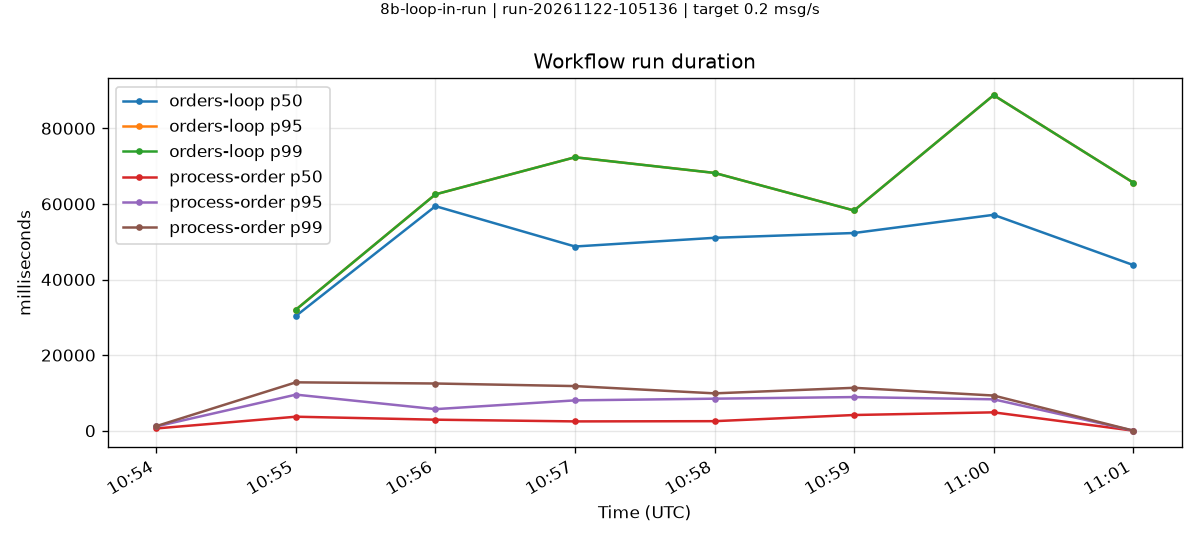 8b-loop-in-run | run-20261122-105136 | target 0.2 msg/s
Workflow run duration
orders-loop p50
orders-loop p95
orders-loop p99
process-order p50
process-order p95
process-order p99
milliseconds
80000
60000
40000
20000
0
10:54
10:55
10:56
10:57
10:58
10:59
11:00
11:01
Time (UTC)